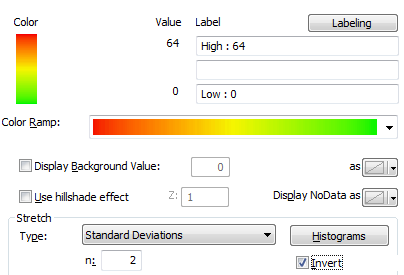 Color Value Label Labeling
64 High : 64
0 Low : 0
Color Ramp:
Display Background Value: 0 as
Use hillshade effect Z: 1 Display NoData as
Stretch
Type: Standard Deviations Histograms
n: 2 Invert